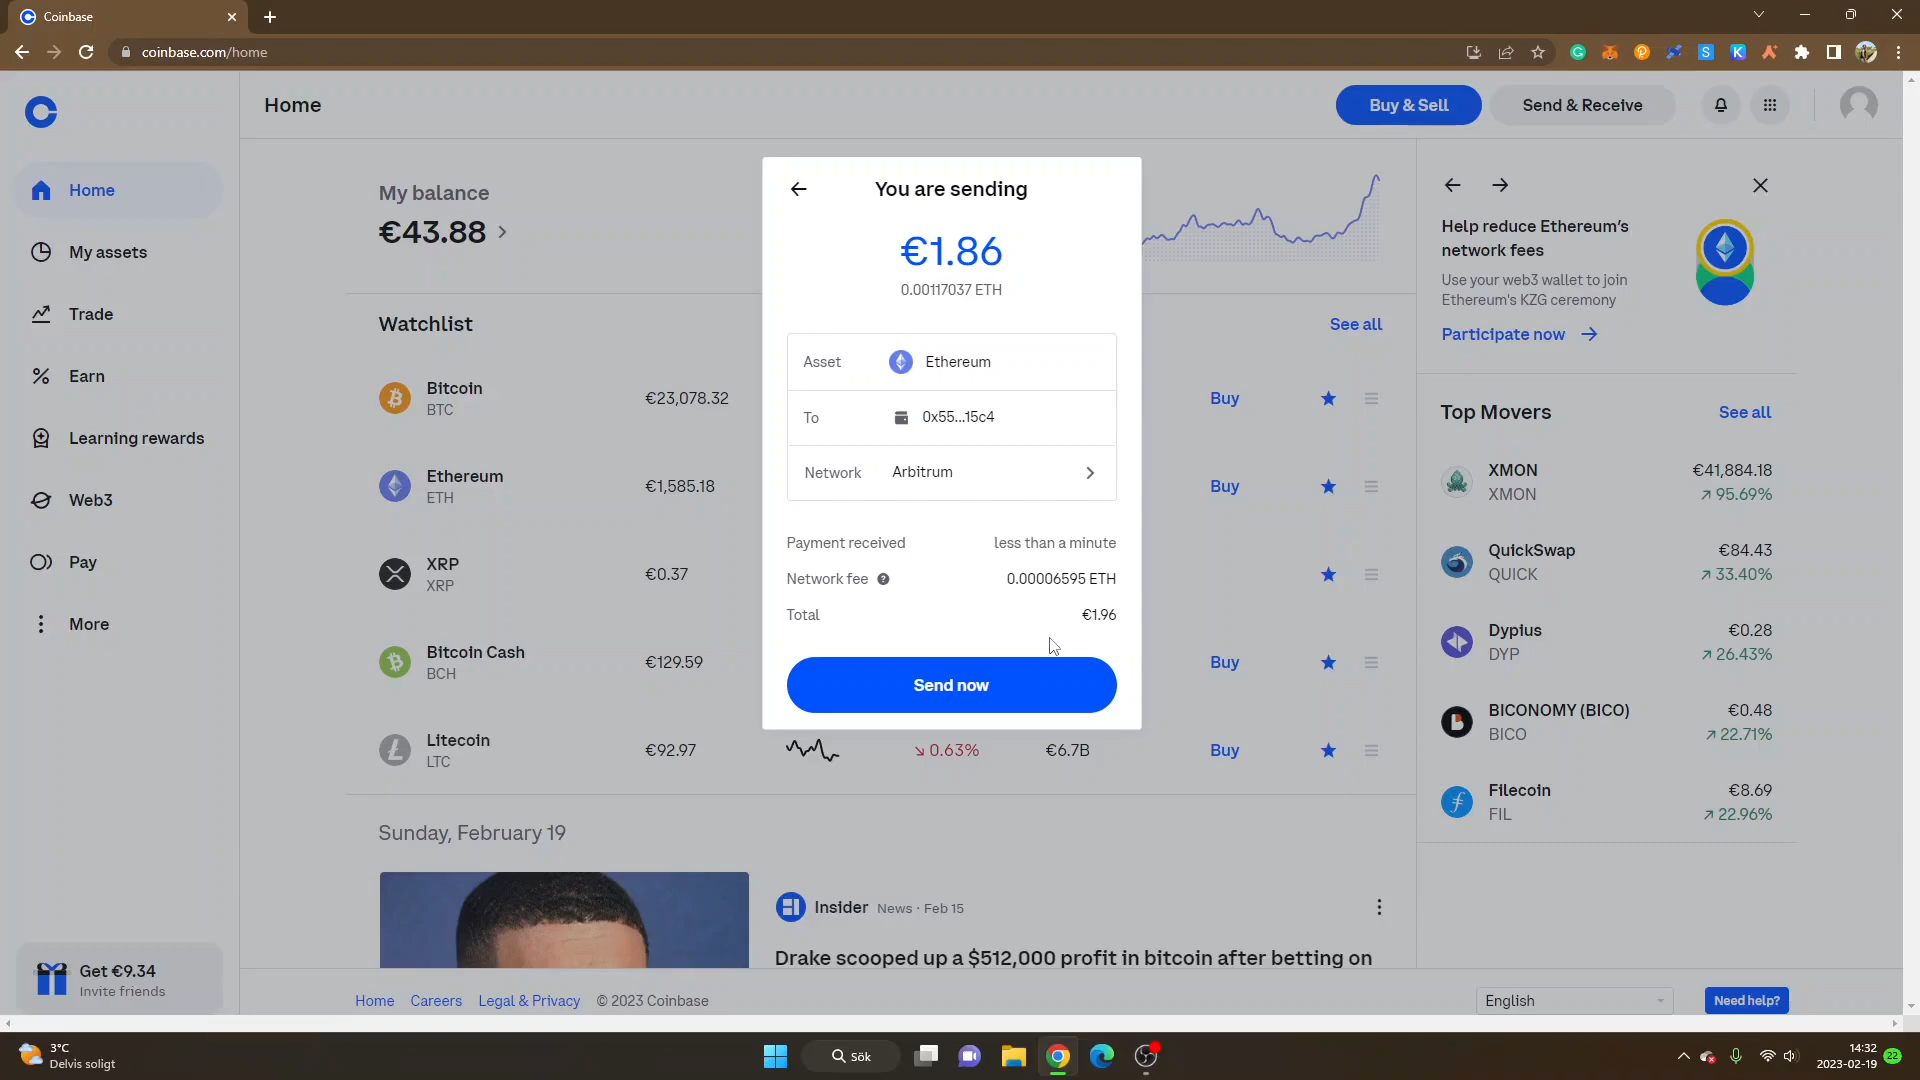 Coinbase
coinbase.com/home
Home
Buy & Sell
Send & Receive
Home
My assets
Trade
Earn
Learning rewards
Web3
Pay
More
Get €9.34
Invite friends
My balance
€43.88
Watchlist
See all
Bitcoin
BTC
€23,078.32
Buy
Ethereum
ETH
€1,585.18
Buy
XRP
XRP
€0.37
Bitcoin Cash
BCH
€129.59
Buy
Litecoin
LTC
€92.97
↘ 0.63%
€6.7B
Buy
You are sending
€1.86
0.00117037 ETH
Asset
Ethereum
To
0x55...15c4
Network
Arbitrum
Payment received
less than a minute
Network fee
0.00006595 ETH
Total
€1.96
Send now
Sunday, February 19
Insider News · Feb 15
Drake scooped up a $512,000 profit in bitcoin after betting on
Help reduce Ethereum's
network fees
Use your web3 wallet to join
Ethereum's KZG ceremony
Participate now
Top Movers
See all
XMON
XMON
€41,884.18
↗ 95.69%
QuickSwap
QUICK
€84.43
↗ 33.40%
Dypius
DYP
€0.28
↗ 26.43%
BICONOMY (BICO)
BICO
€0.48
↗ 22.71%
Filecoin
FIL
€8.69
↗ 22.96%
Home
Careers
Legal & Privacy
© 2023 Coinbase
English
Need help?
3°C
Delvis soligt
Sök
14:32
2023-02-19
22